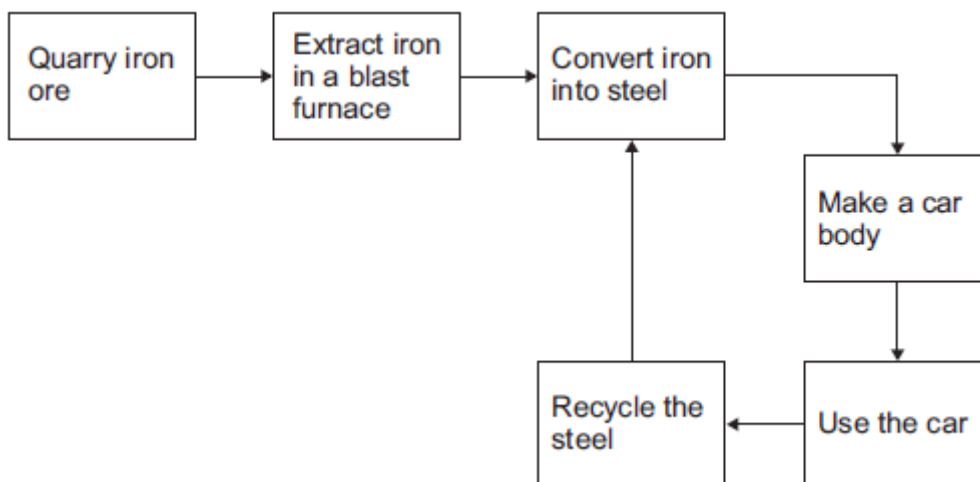 Quarry iron
ore
Extract iron
in a blast
furnace
Convert iron
into steel
Make a car
body
Use the car
Recycle the
steel